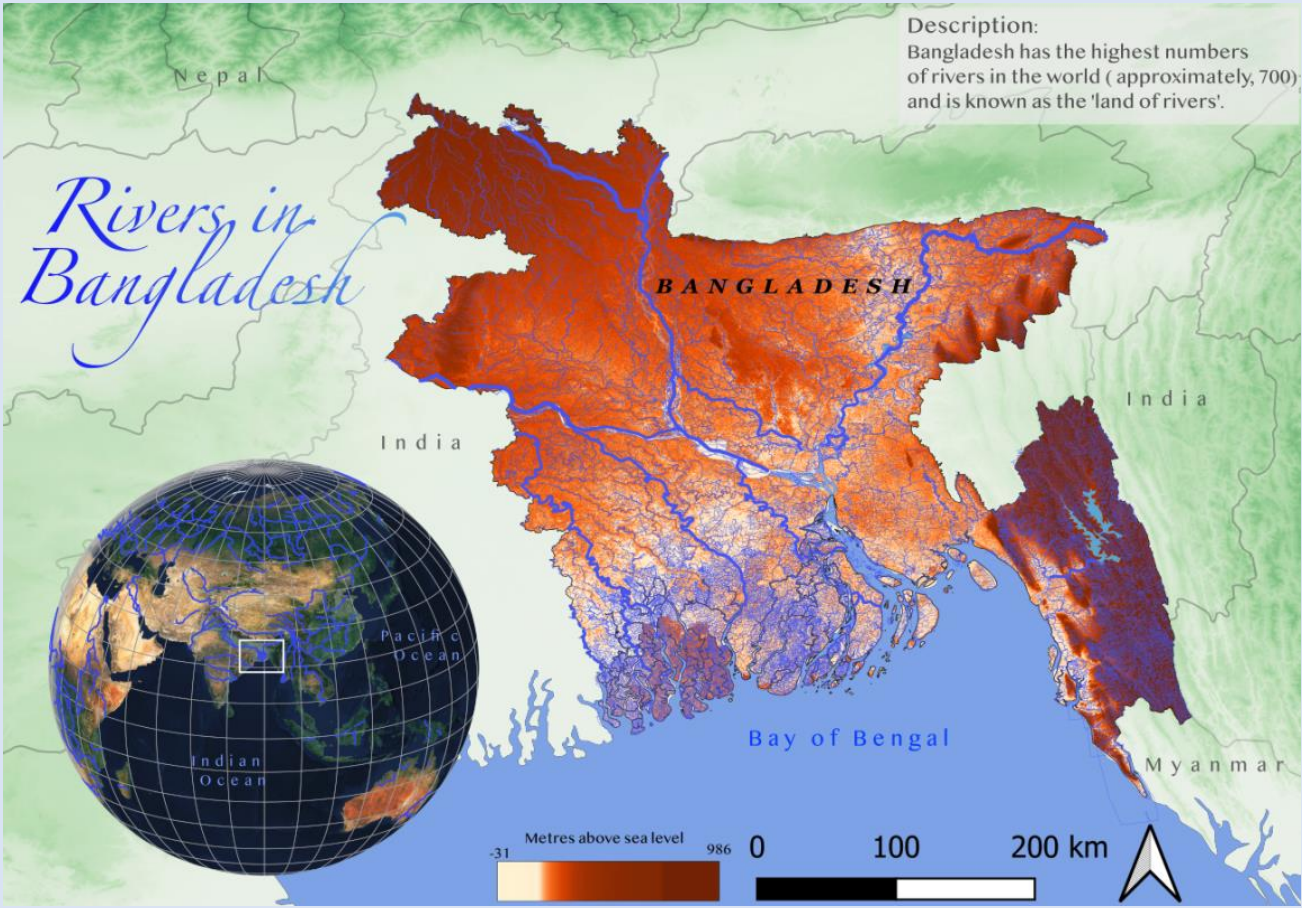 Description:
Bangladesh has the highest numbers
of rivers in the world ( approximately, 700)
and is known as the 'land of rivers'.
Nepal
Rivers in
Bangladesh
BANGLADESH
India
India
Pacific
Ocean
Indian
Ocean
Bay of Bengal
Myanmar
Metres above sea level
-31 986
0 100 200 km